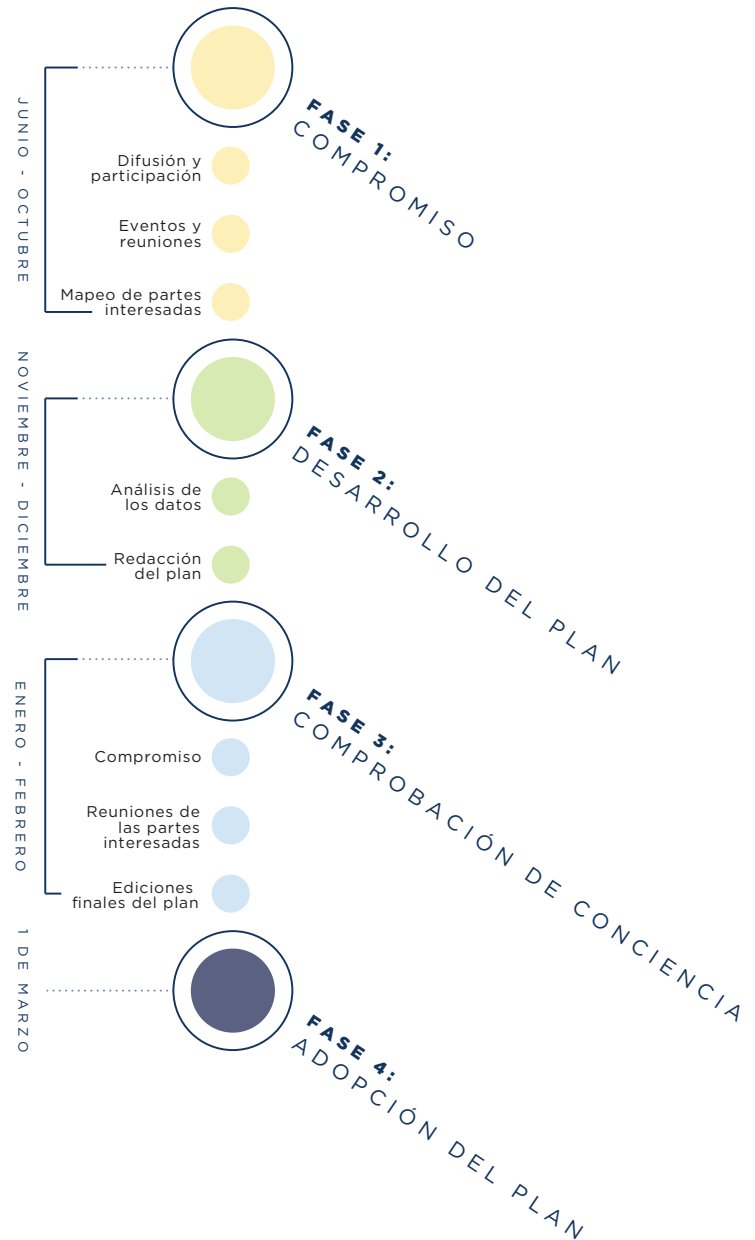 JUNIO - OCTUBRE
FASE 1:
COMPROMISO
Difusión y
participación
Eventos y
reuniones
Mapeo de partes
interesadas
NOVIEMBRE - DICIEMBRE
FASE 2:
DESARROLLO DEL PLAN
Análisis de
los datos
Redacción
del plan
ENERO - FEBRERO
FASE 3:
COMPROBACIÓN DE CONCIENCIA
Compromiso
Reuniones de
las partes
interesadas
Ediciones
finales del plan
1 DE MARZO
FASE 4:
ADOPCIÓN DEL PLAN